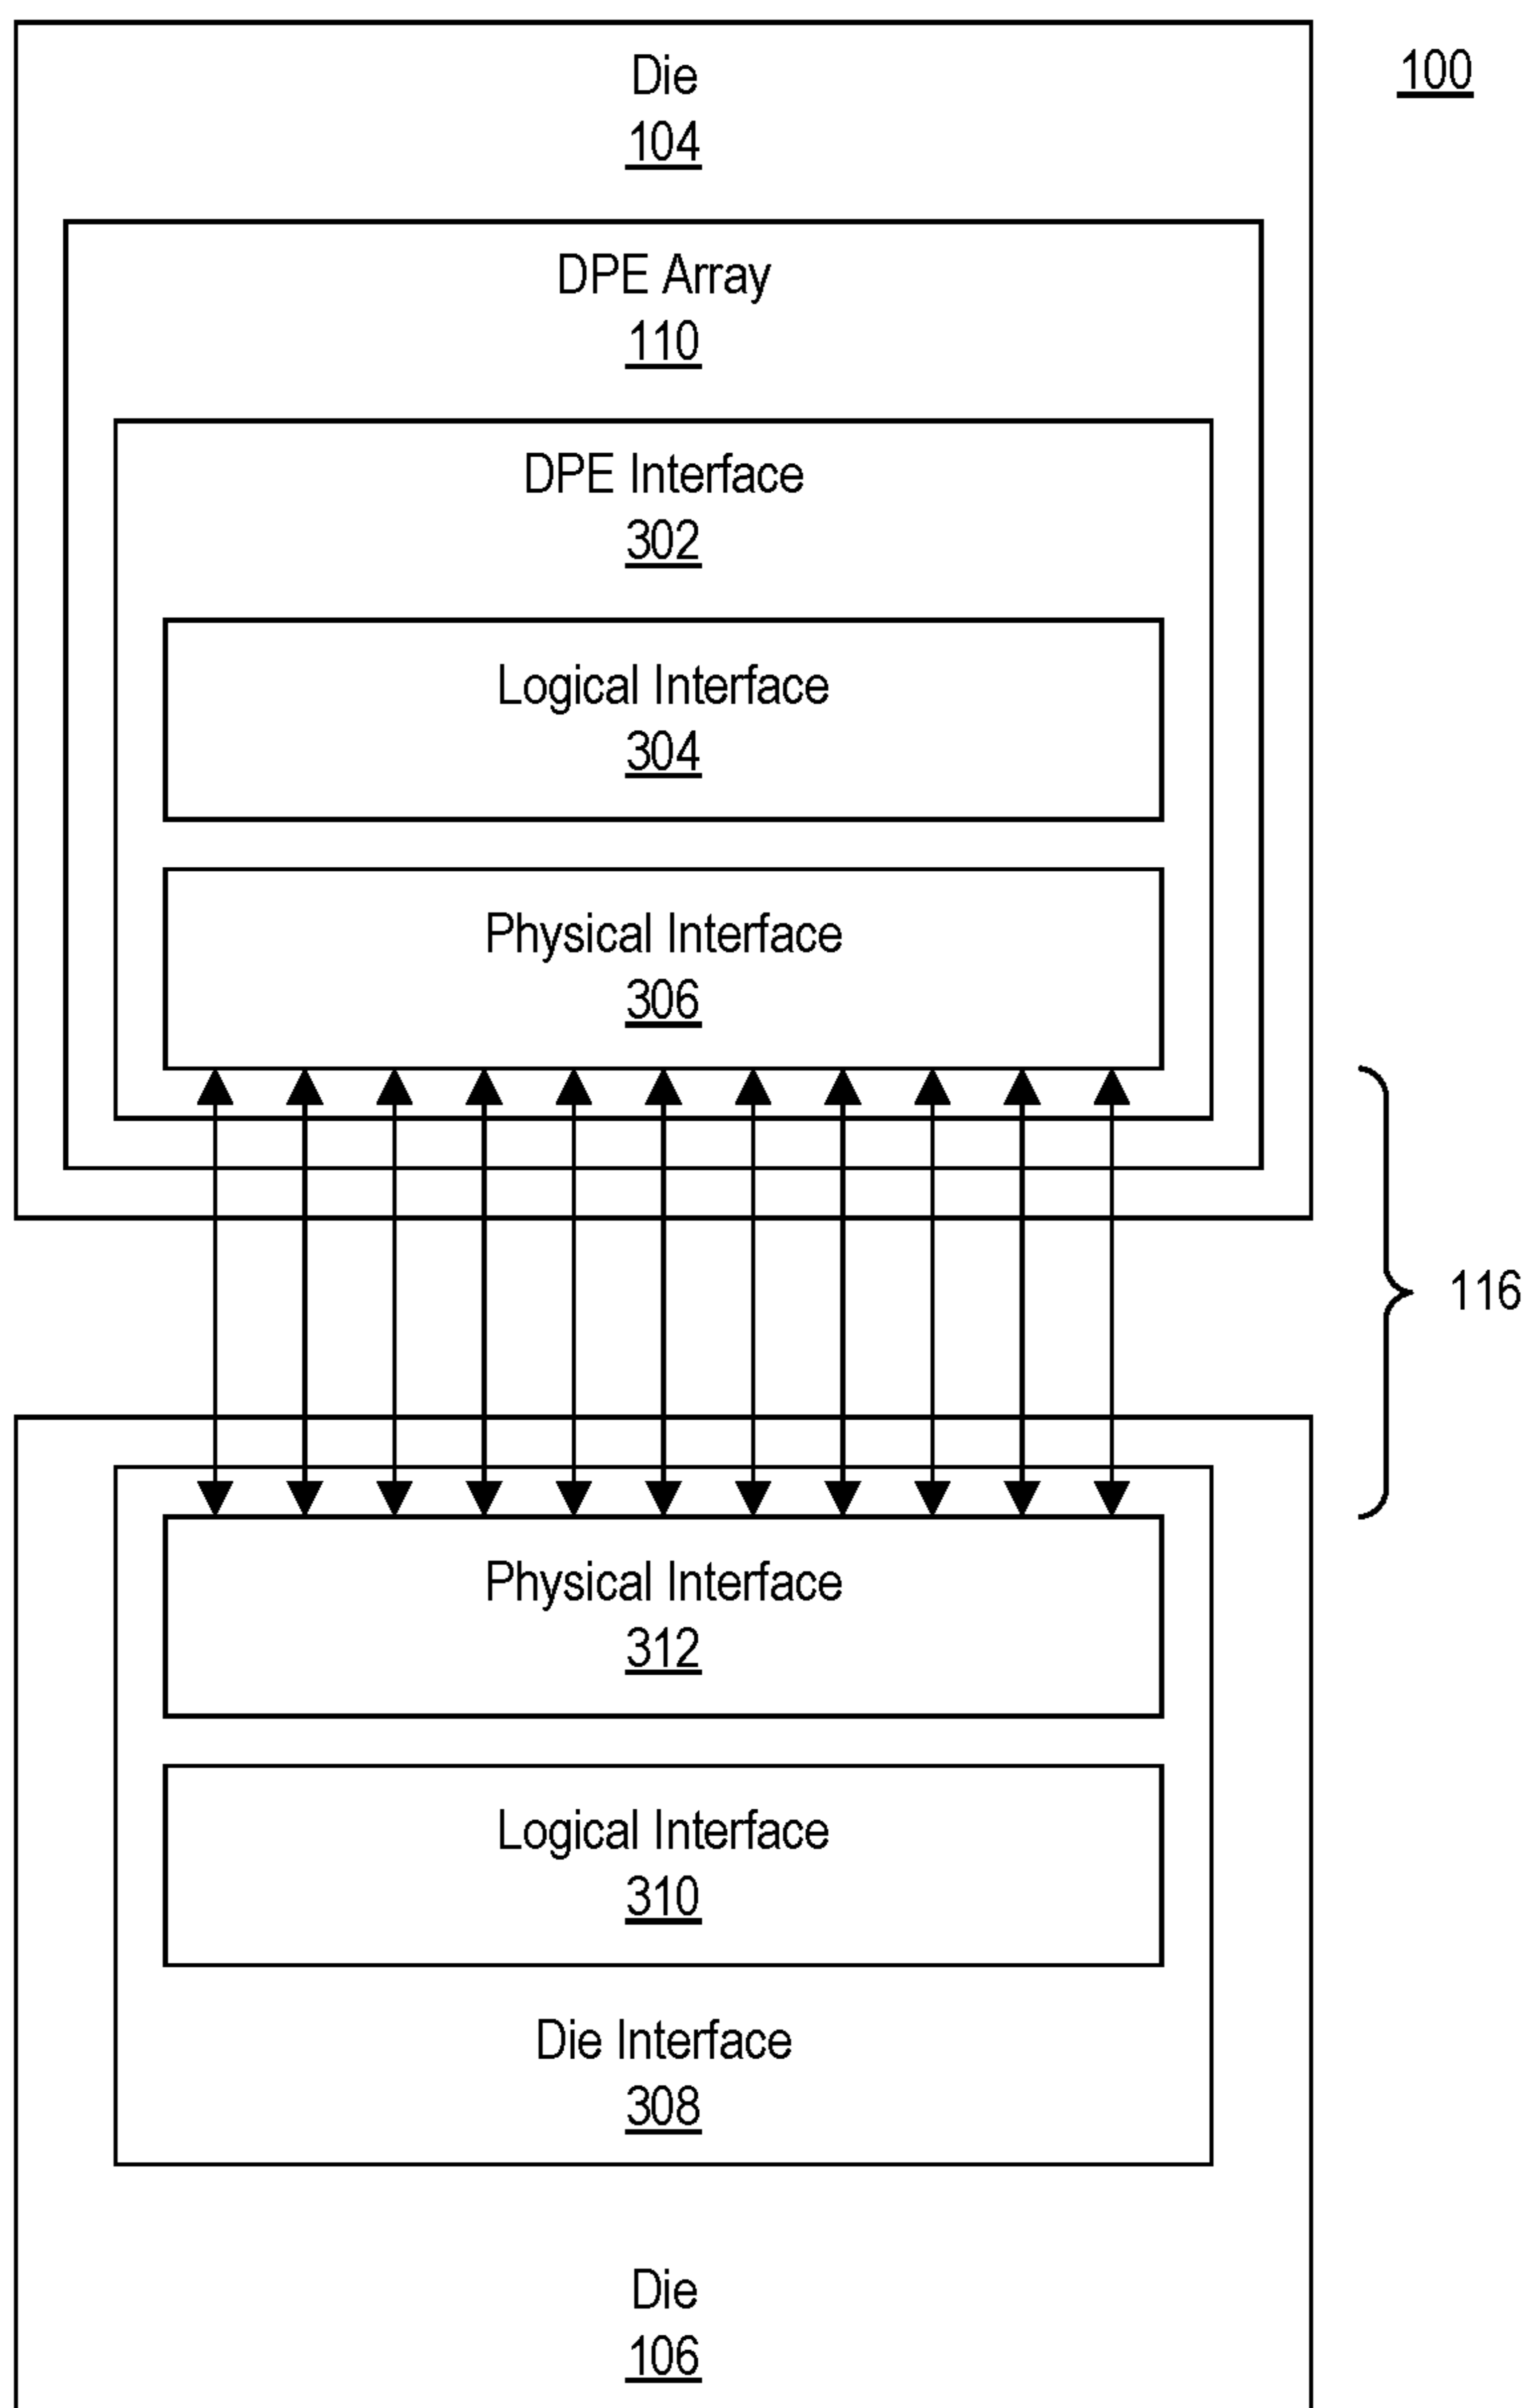 Die
104
100
DPE Array
110
DPE Interface
302
Logical Interface
304
Physical Interface
306
116
Physical Interface
312
Logical Interface
310
Die Interface
308
Die
106